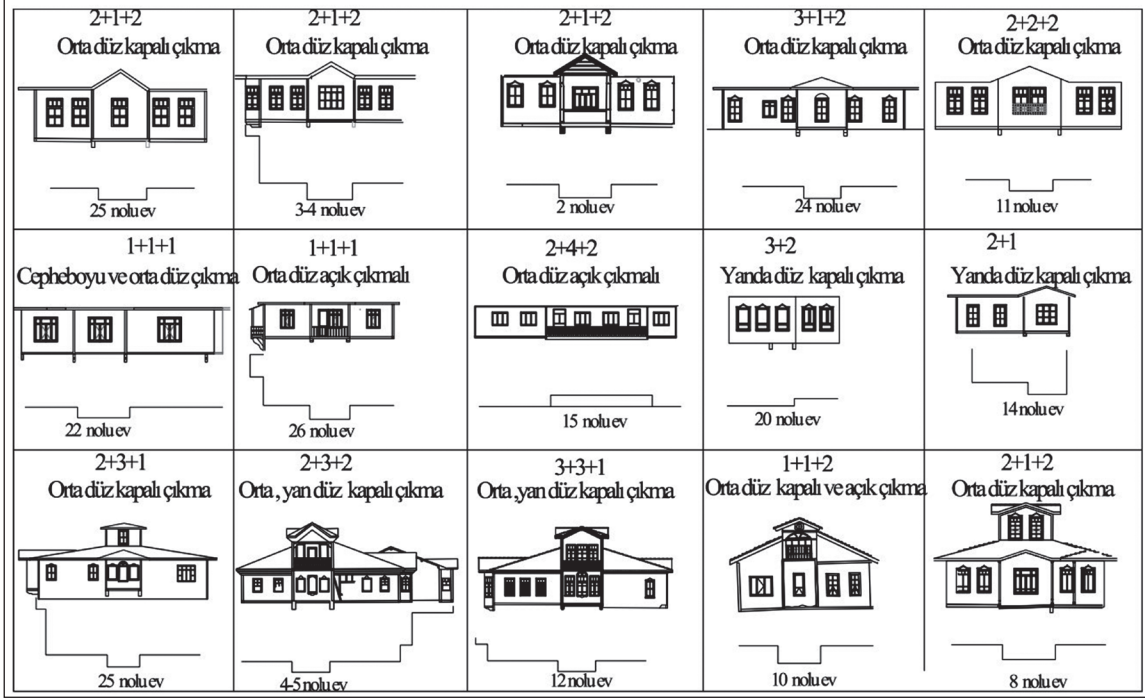 2+1+2
Orta düz kapalı çıkma
25 nolu ev
2+1+2
Orta düz kapalı çıkma
3-4 nolu ev
2+1+2
Orta düz kapalı çıkma
2 nolu ev
3+1+2
Orta düz kapalı çıkma
24 nolu ev
2+2+2
Orta düz kapalı çıkma
11 nolu ev
1+1+1
Cepheboyu ve orta düz çıkma
22 nolu ev
1+1+1
Orta düz açık çıkmalı
26 nolu ev
2+4+2
Orta düz açık çıkmalı
15 nolu ev
3+2
Yanda düz kapalı çıkma
20 nolu ev
2+1
Yanda düz kapalı çıkma
14 nolu ev
2+3+1
Orta düz kapalı çıkma
25 nolu ev
2+3+2
Orta , yan düz kapalı çıkma
4-5 nolu ev
3+3+1
Orta ,yan düz kapalı çıkma
12 nolu ev
1+1+2
Orta düz kapalı ve açık çıkma
10 nolu ev
2+1+2
Orta düz kapalı çıkma
8 nolu ev